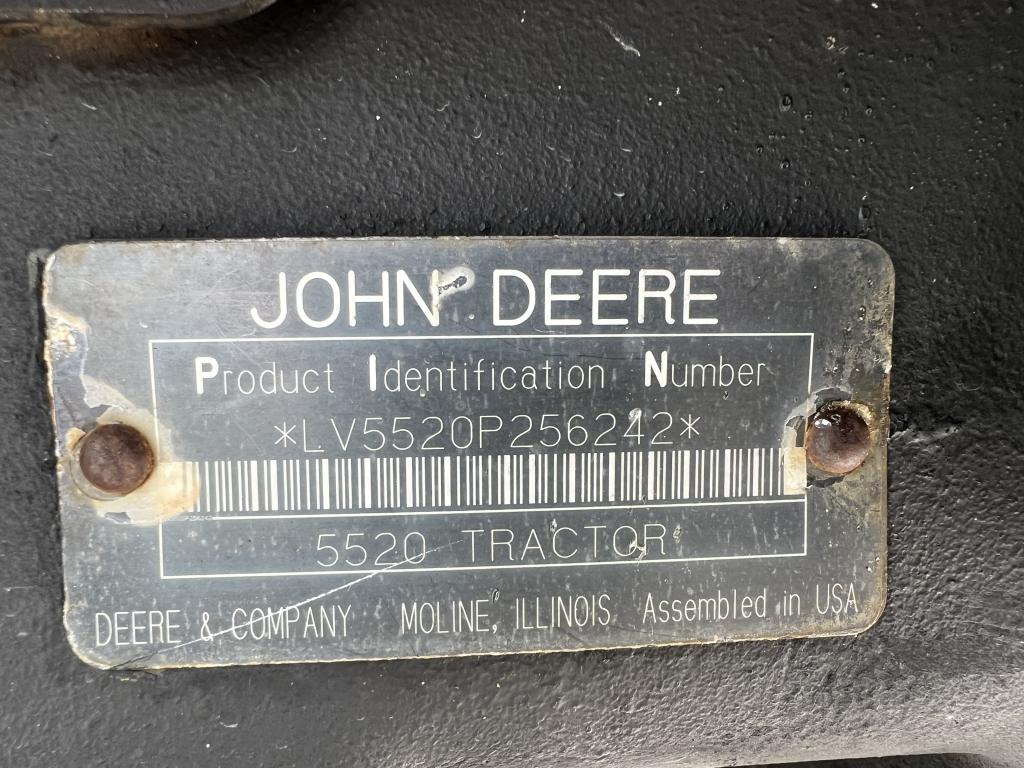 JOHN DEERE
Product Identification Number
*LV5520P256242*
5520 TRACTOR
DEERE & COMPANY MOLINE, ILLINOIS Assembled in USA